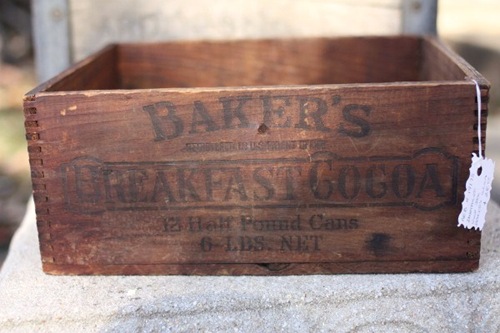 BAKER'S
BREAKFAST COCOA
12 Half Pound Cans
6 LBS. NET